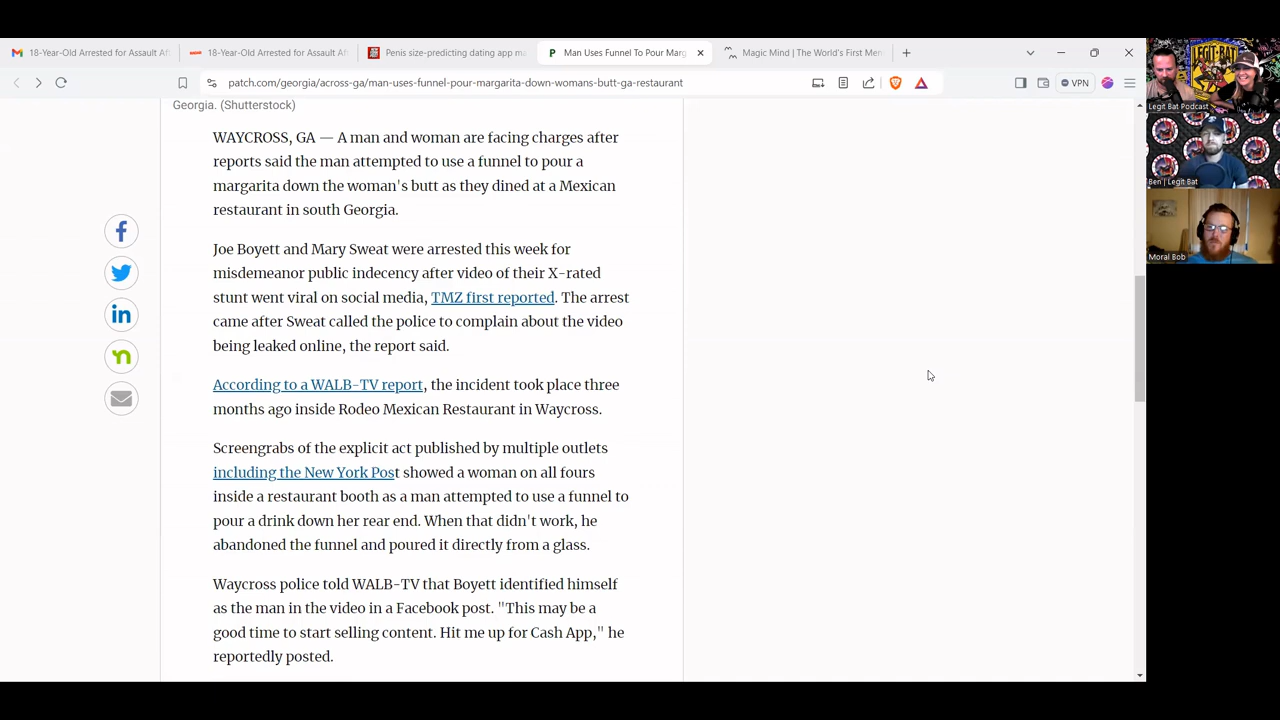 18-Year-Old Arrested for Assault Af
18-Year-Old Arrested for Assault Af
Penis size-predicting dating app ma
Man Uses Funnel To Pour Marg
Magic Mind | The World's First Men
patch.com/georgia/across-ga/man-uses-funnel-pour-margarita-down-womans-butt-ga-restaurant
VPN
Georgia. (Shutterstock)
WAYCROSS, GA — A man and woman are facing charges after
reports said the man attempted to use a funnel to pour a
margarita down the woman's butt as they dined at a Mexican
restaurant in south Georgia.
Joe Boyett and Mary Sweat were arrested this week for
misdemeanor public indecency after video of their X-rated
stunt went viral on social media, TMZ first reported. The arrest
came after Sweat called the police to complain about the video
being leaked online, the report said.
According to a WALB-TV report, the incident took place three
months ago inside Rodeo Mexican Restaurant in Waycross.
Screengrabs of the explicit act published by multiple outlets
including the New York Post showed a woman on all fours
inside a restaurant booth as a man attempted to use a funnel to
pour a drink down her rear end. When that didn't work, he
abandoned the funnel and poured it directly from a glass.
Waycross police told WALB-TV that Boyett identified himself
as the man in the video in a Facebook post. "This may be a
good time to start selling content. Hit me up for Cash App," he
reportedly posted.
LEGIT BAT
Legit Bat Podcast
Ben | Legit Bat
Moral Bob